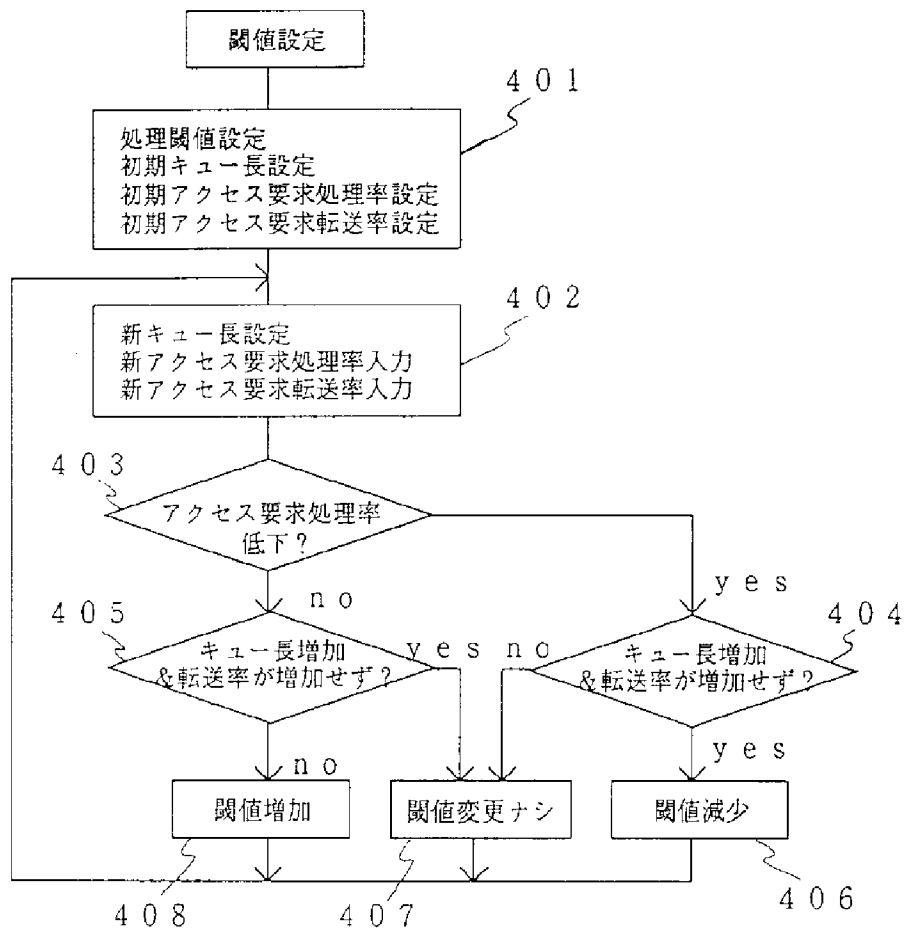 閾値設定
401
処理閾値設定
初期キュー長設定
初期アクセス要求処理率設定
初期アクセス要求転送率設定
402
新キュー長設定
新アクセス要求処理率入力
新アクセス要求転送率入力
403
アクセス要求処理率
低下?
no
yes
405
キュー長増加
&転送率が増加せず?
yes
no
404
キュー長増加
&転送率が増加せず?
no
yes
閾値増加
閾値変更ナシ
閾値減少
408
407
406